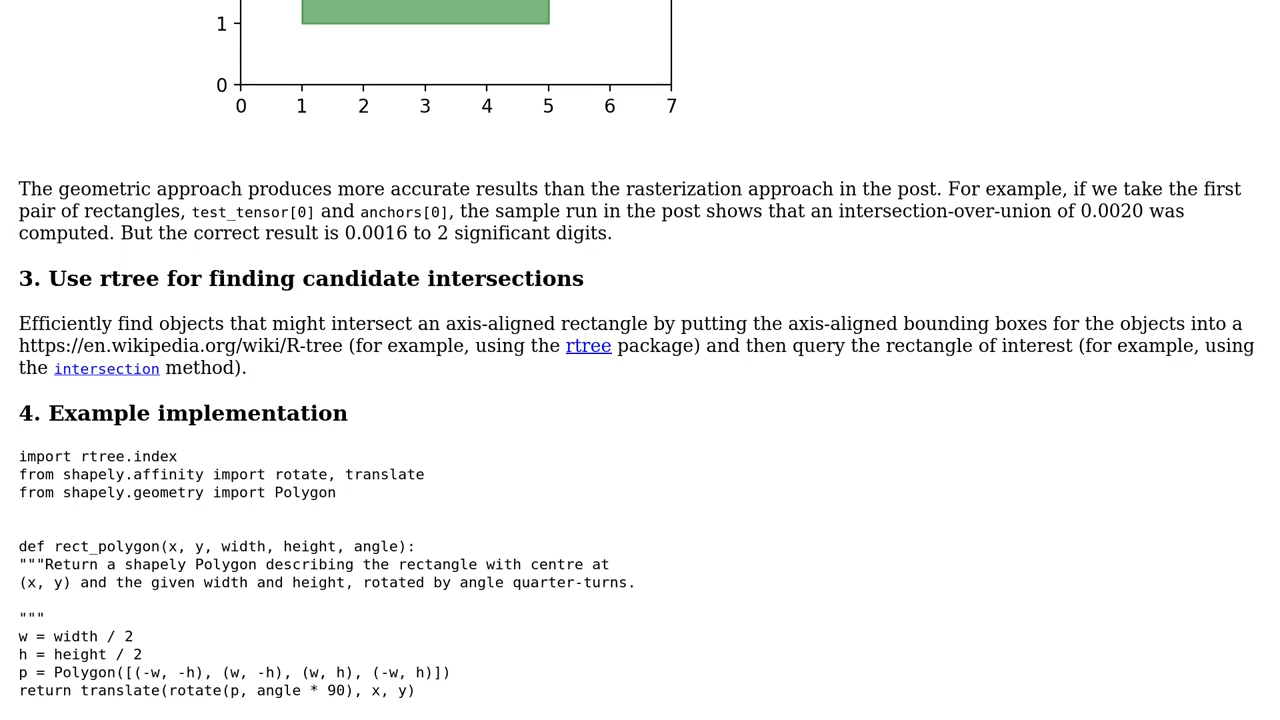 1
0
0 1 2 3 4 5 6 7
The geometric approach produces more accurate results than the rasterization approach in the post. For example, if we take the first
pair of rectangles, test_tensor[0] and anchors[0], the sample run in the post shows that an intersection-over-union of 0.0020 was
computed. But the correct result is 0.0016 to 2 significant digits.
3. Use rtree for finding candidate intersections
Efficiently find objects that might intersect an axis-aligned rectangle by putting the axis-aligned bounding boxes for the objects into a
https://en.wikipedia.org/wiki/R-tree (for example, using the rtree package) and then query the rectangle of interest (for example, using
the intersection method).
4. Example implementation
import rtree.index
from shapely.affinity import rotate, translate
from shapely.geometry import Polygon
def rect_polygon(x, y, width, height, angle):
"""Return a shapely Polygon describing the rectangle with centre at
(x, y) and the given width and height, rotated by angle quarter-turns.
"""
w = width / 2
h = height / 2
p = Polygon([(-w, -h), (w, -h), (w, h), (-w, h)])
return translate(rotate(p, angle * 90), x, y)